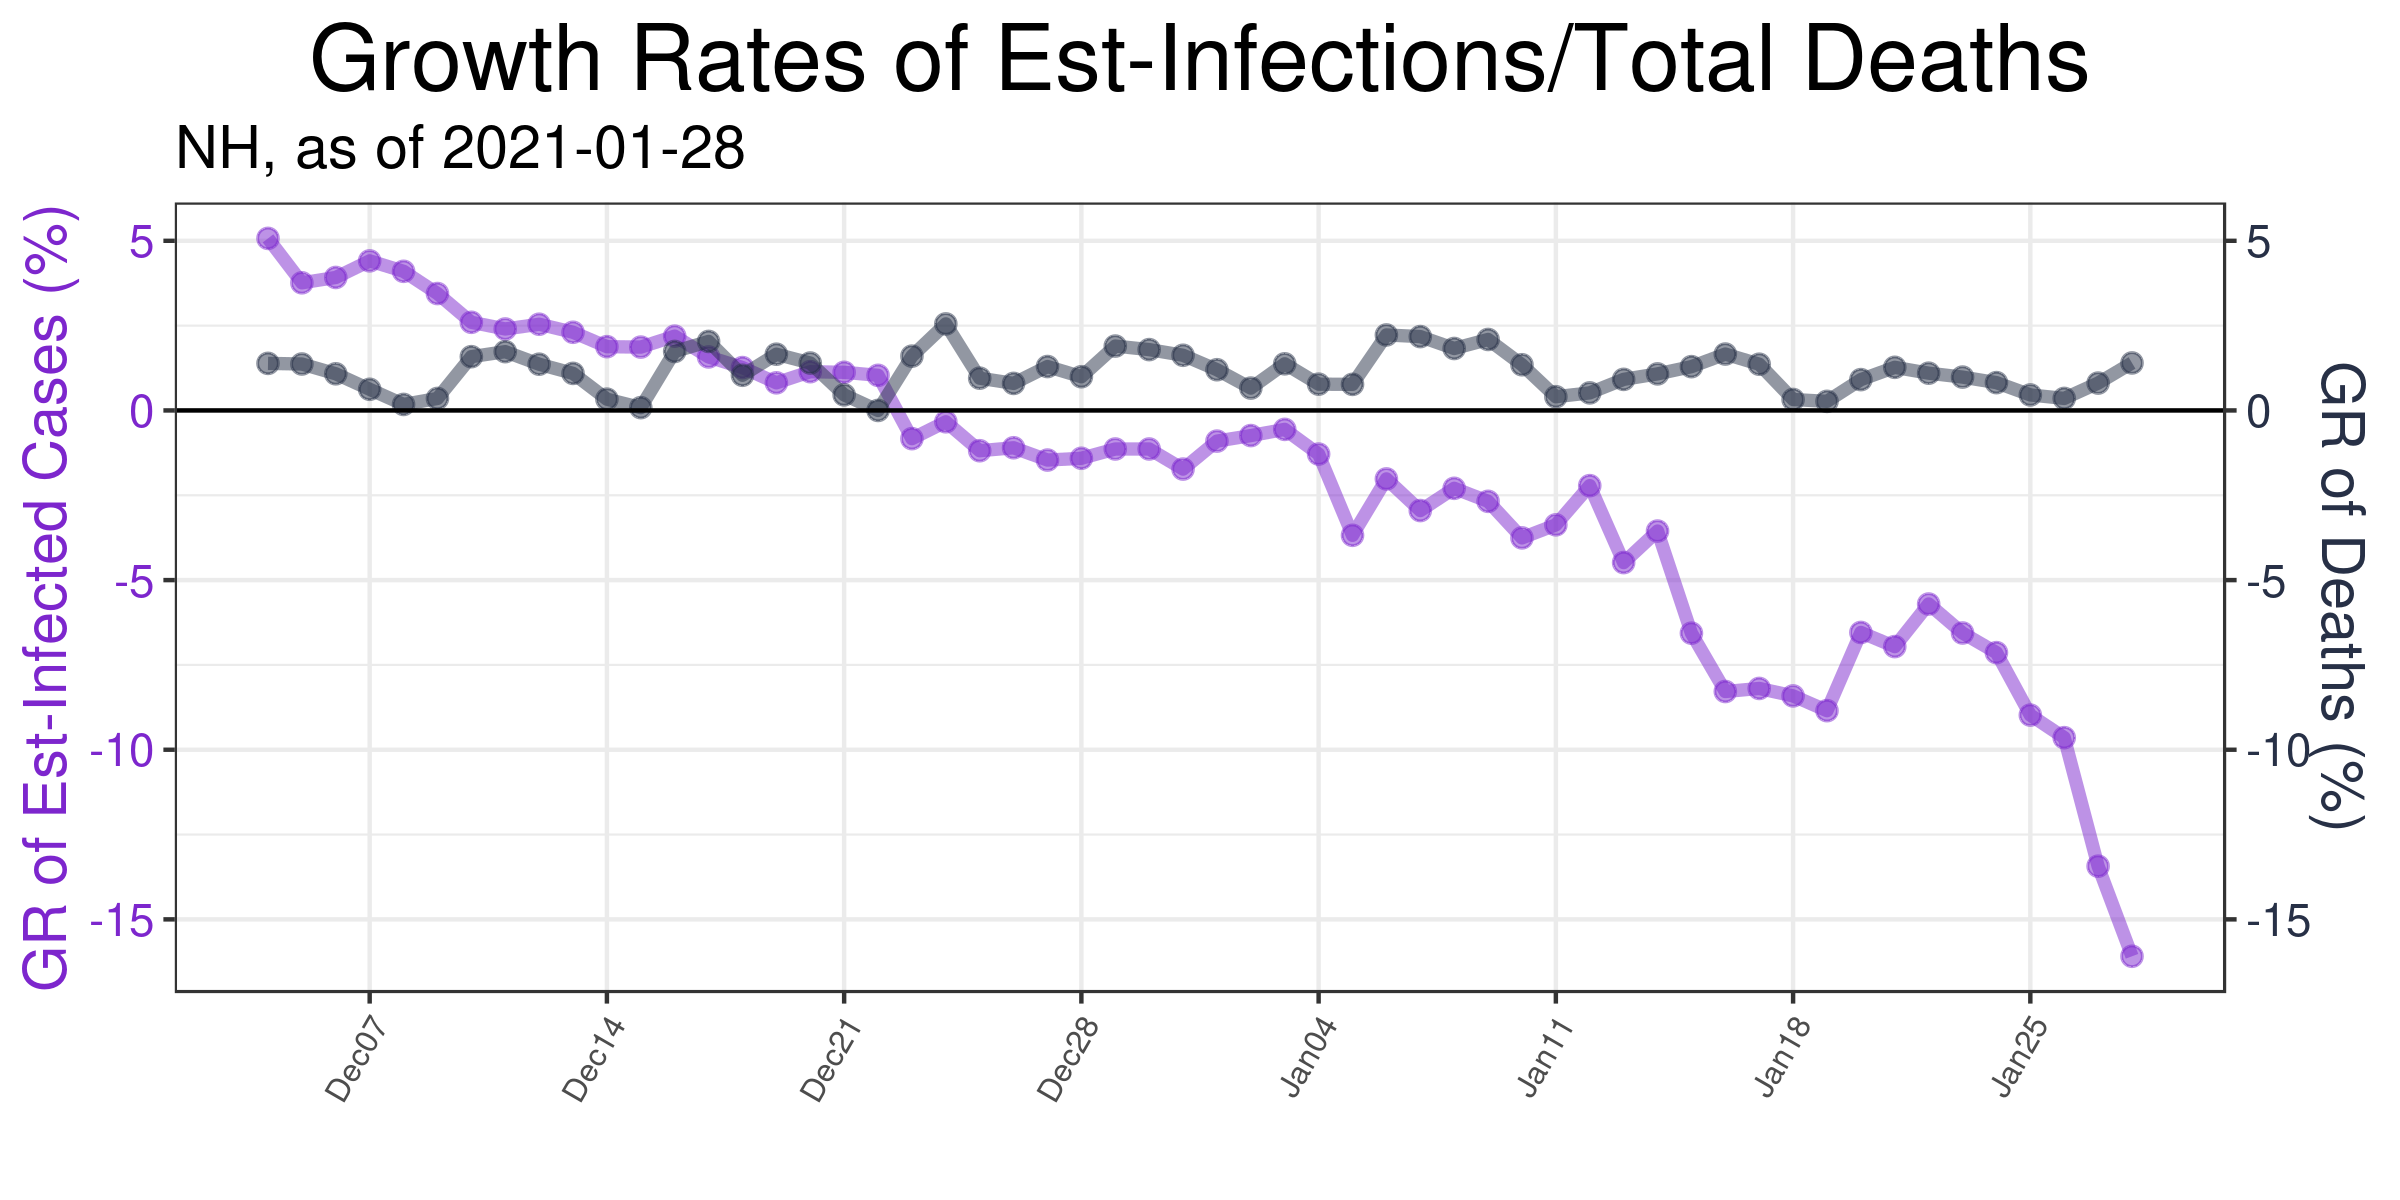 Growth Rates of Est-Infections/Total Deaths
NH, as of 2021-01-28
GR of Est-Infected Cases (%)
5
0
-5
-10
-15
5
0
-5
-10
-15
GR of Deaths (%)
Dec07
Dec14
Dec21
Dec28
Jan04
Jan11
Jan18
Jan25